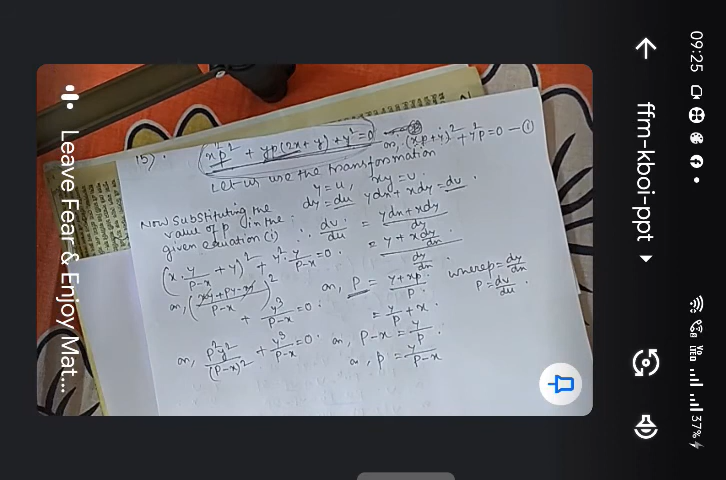 09:25
ffm-kboi-ppt
37%
Leave Fear & Enjoy Mat...
15). x²p² + yp(2x+y) + y² = 0 or, (xp+y)² + y²p = 0 — (1)
Let us use the transformation
y = u, xy = v.
dy = du, ydx + xdy = dv.
Now substituting the
value of p in the
given equation (1)
(x·y/(P-x) + y)² + y²·y/(P-x) = 0.
or, ((xy+Py-xy)/(P-x))² + y³/(P-x) = 0.
or, P²y²/(P-x)² + y³/(P-x) = 0.
∴ dv/du = (ydx+xdy)/dy
= (y + x dy/dx)/(dy/dx)
or, P = (y+xp)/p.
where p = dy/dx
P = dv/du.
= y/p + x.
or, P-x = y/p.
or, p = y/(P-x)